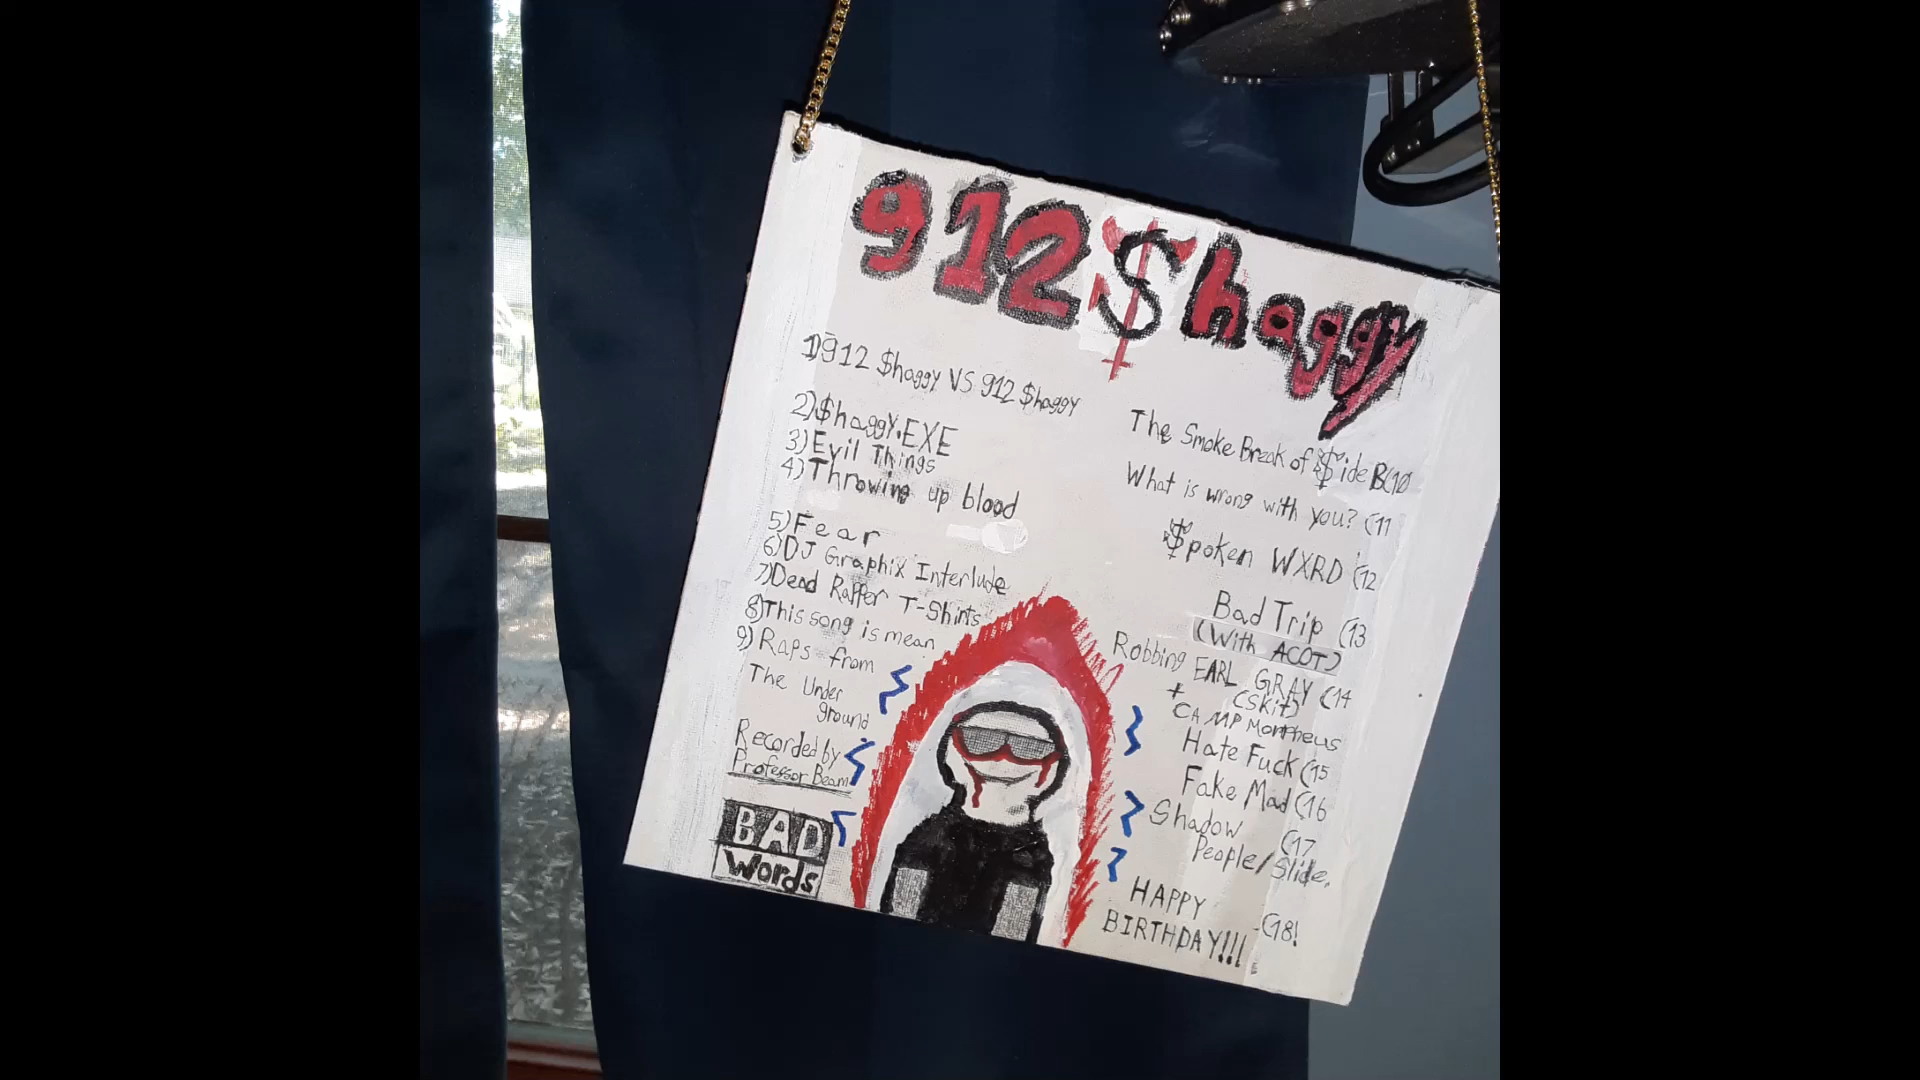 912 $haggy
1)912 $haggy VS 912 $haggy
2)$haggy.EXE
3)Evil Things
4)Throwing up blood
5)Fear
6)DJ Graphix Interlude
7)Dead Rapper T-Shirts
8)This song is mean
9)Raps from
The Under
ground
Recorded by
Professor Beam
BAD
Words
The Smoke Break of $ide B(10
What is wrong with you? (11
$poken WXRD (12
Bad Trip (13
(With ACOT)
Robbing EARL GRAY (14
(Skit)
+ CAMP Morpheus
Hate Fuck (15
Fake Mad (16
Shadow (17
People/Slide.
HAPPY
BIRTHDAY!!! (18!